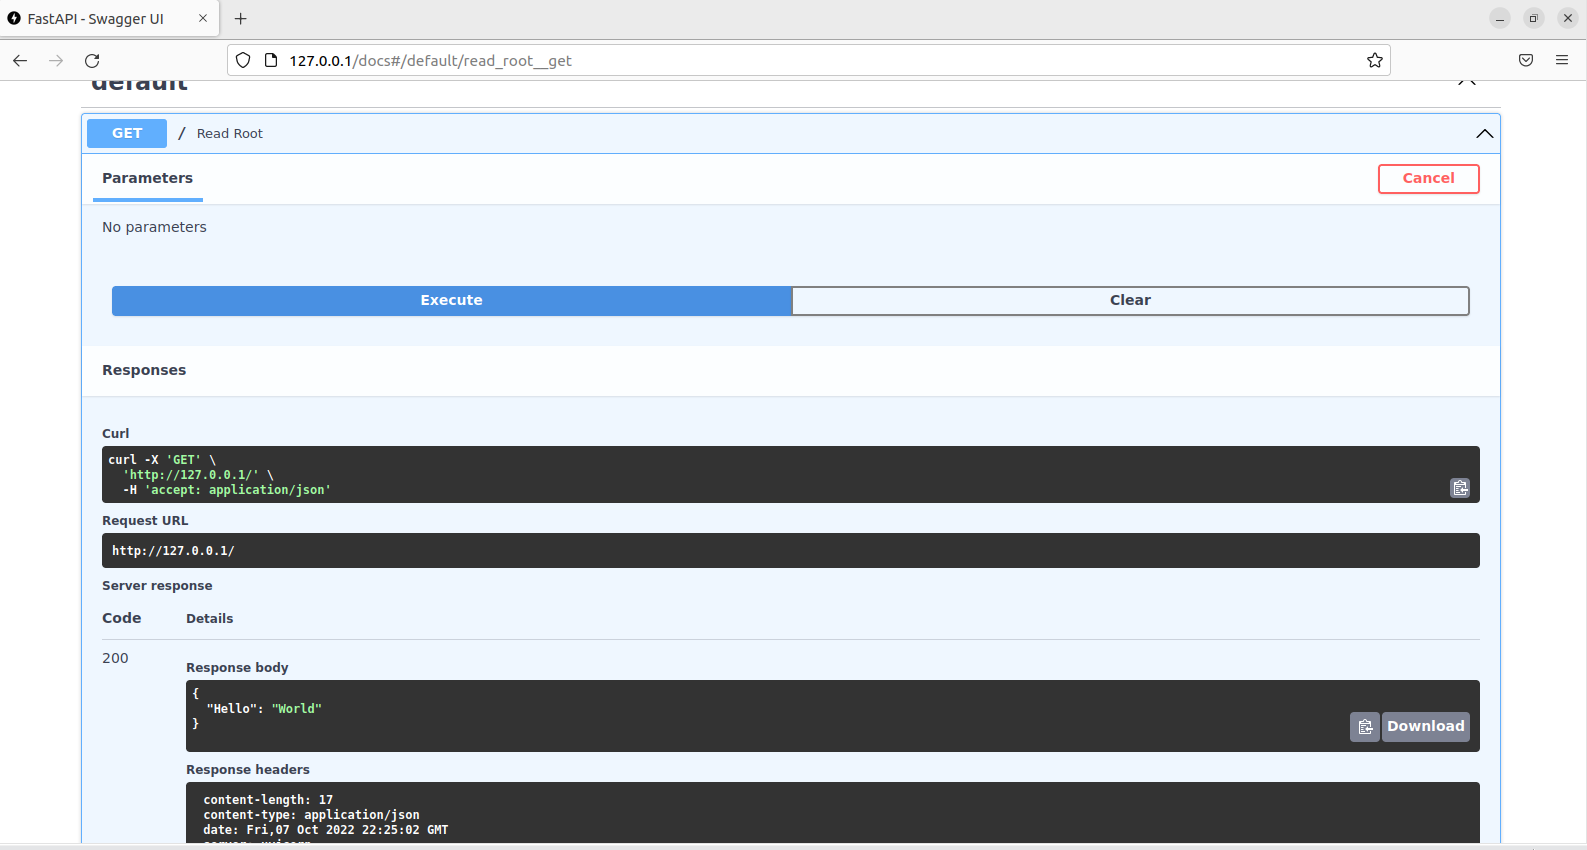 FastAPI - Swagger UI
127.0.0.1/docs#/default/read_root__get
default
GET / Read Root
Parameters
Cancel
No parameters
Execute
Clear
Responses
Curl
curl -X 'GET' \
'http://127.0.0.1/' \
-H 'accept: application/json'
Request URL
http://127.0.0.1/
Server response
Code Details
200
Response body
{
"Hello": "World"
}
Download
Response headers
content-length: 17
content-type: application/json
date: Fri,07 Oct 2022 22:25:02 GMT
server: uvicorn